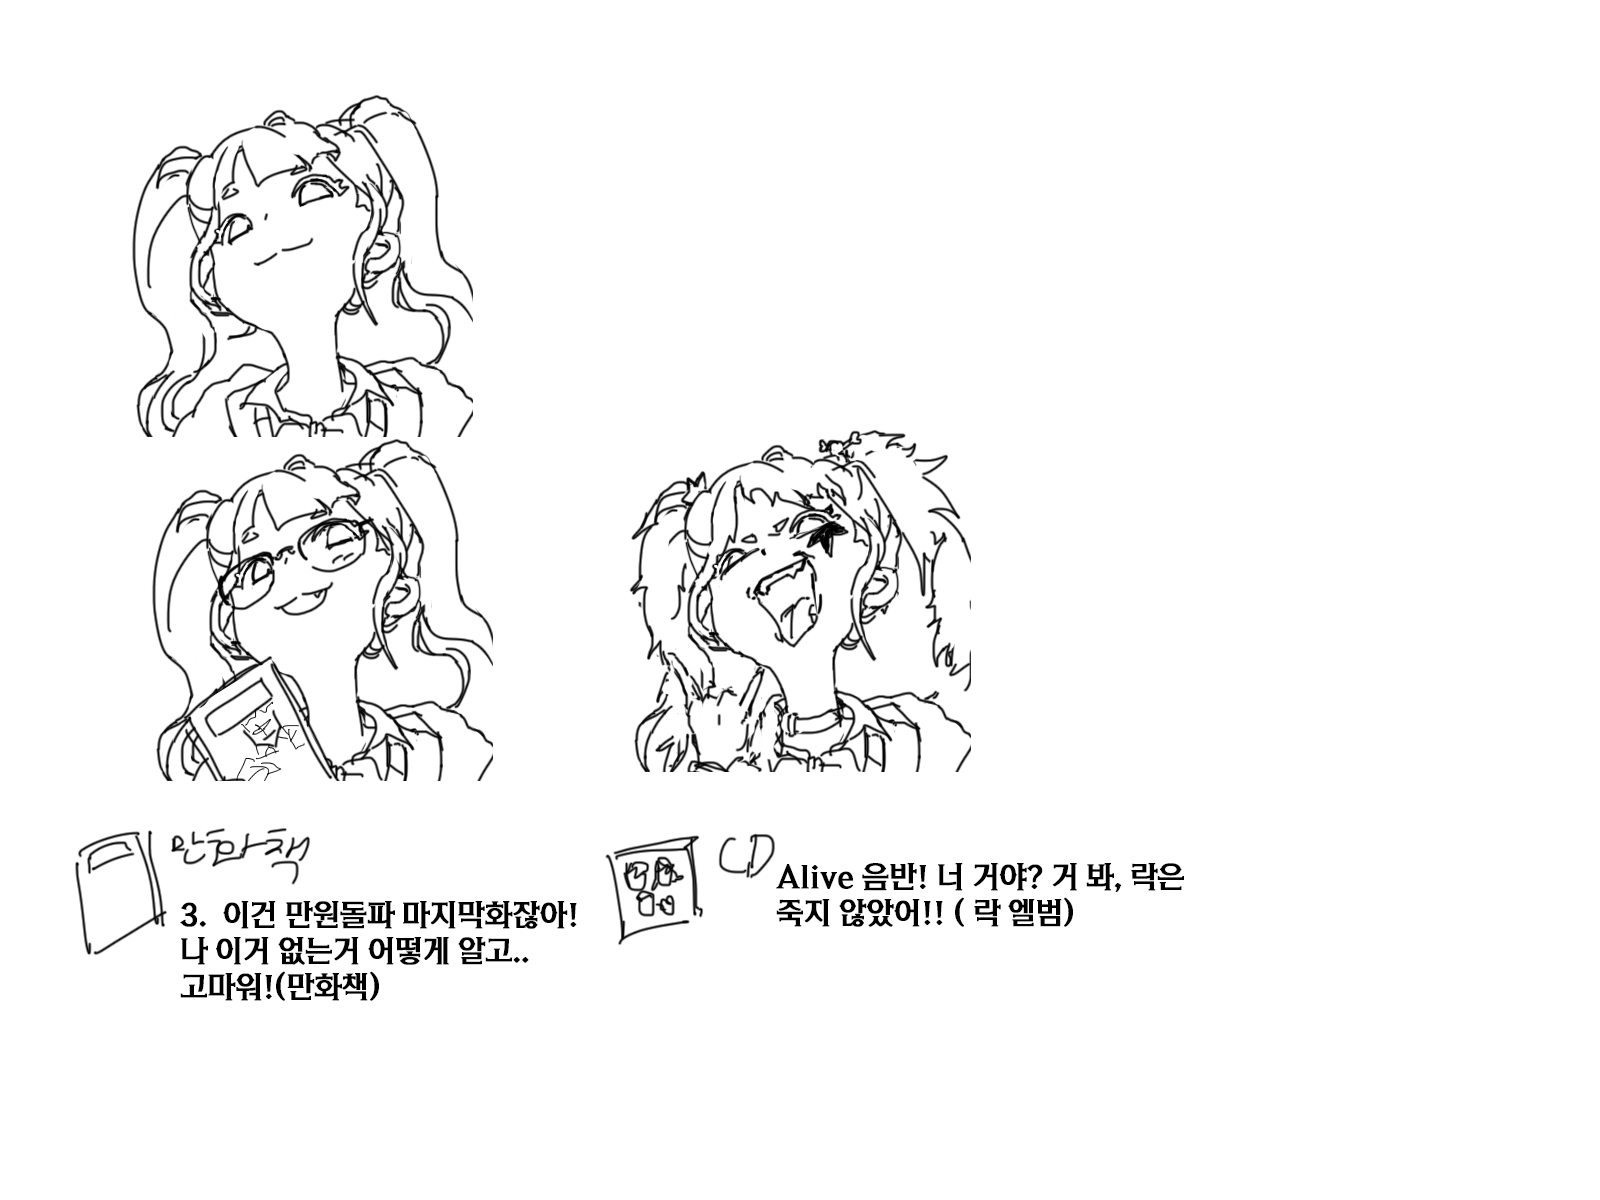 만화책
3.  이건 만원돌파 마지막화잖아!
나 이거 없는거 어떻게 알고..
고마워!(만화책)
CD
Alive 음반! 너 거야? 거 봐, 락은
죽지 않았어!! ( 락 엘범)